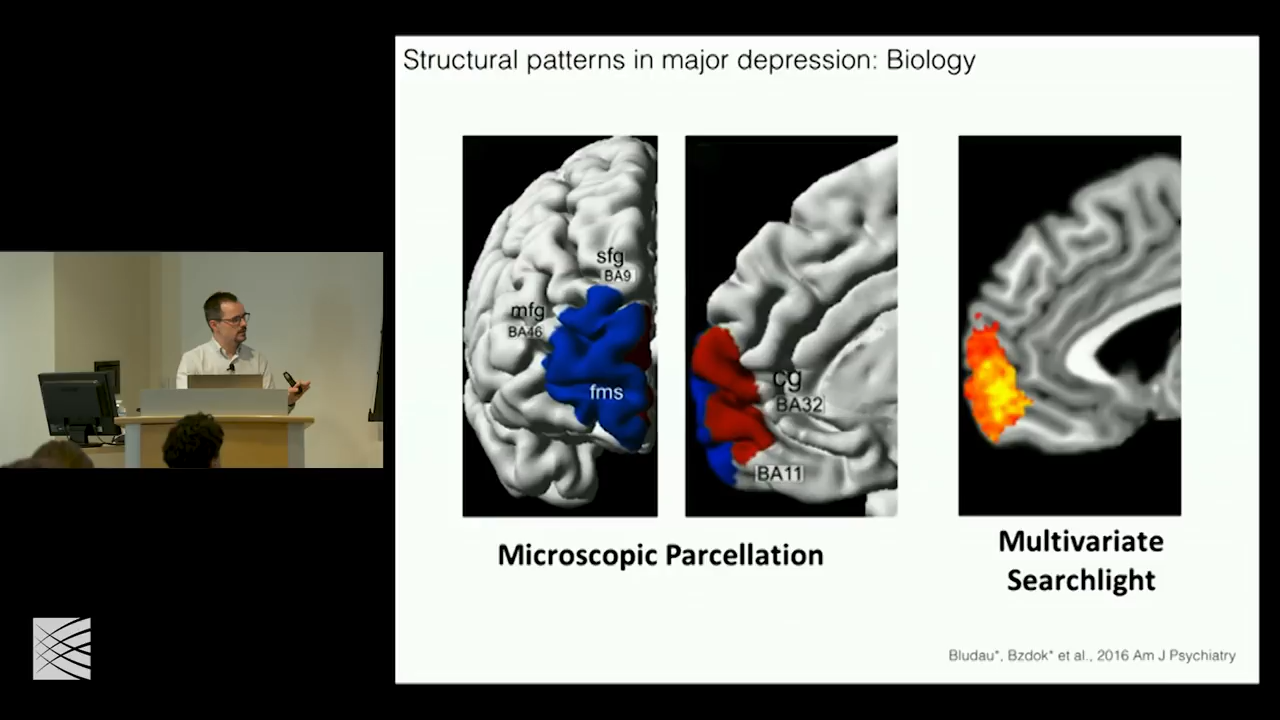 Structural patterns in major depression: Biology
sfg
BA9
mfg
BA46
fms
cg
BA32
BA11
Microscopic Parcellation
Multivariate
Searchlight
Bludau*, Bzdok* et al., 2016 Am J Psychiatry